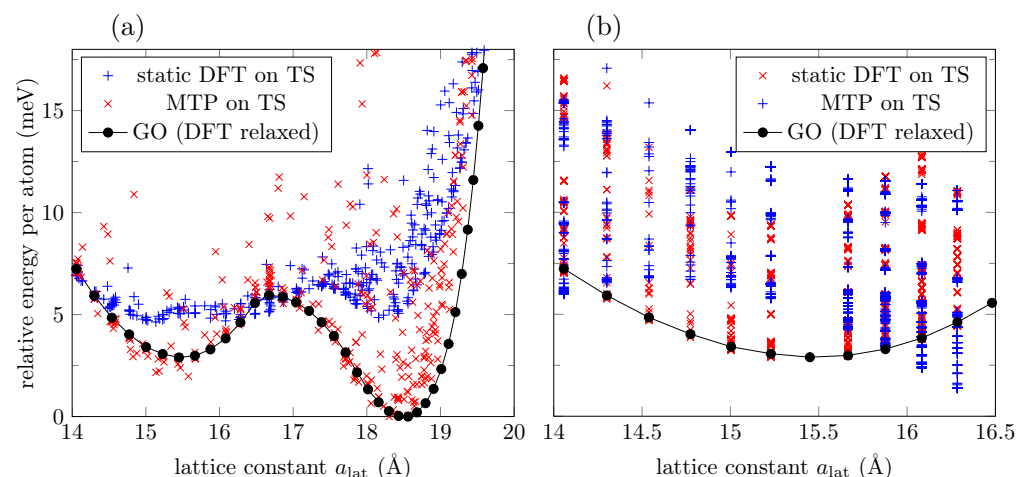 (a)
relative energy per atom (meV)
15
10
5
0
static DFT on TS
MTP on TS
GO (DFT relaxed)
14 15 16 17 18 19 20
lattice constant a_lat (Å)
(b)
static DFT on TS
MTP on TS
GO (DFT relaxed)
14 14.5 15 15.5 16 16.5
lattice constant a_lat (Å)